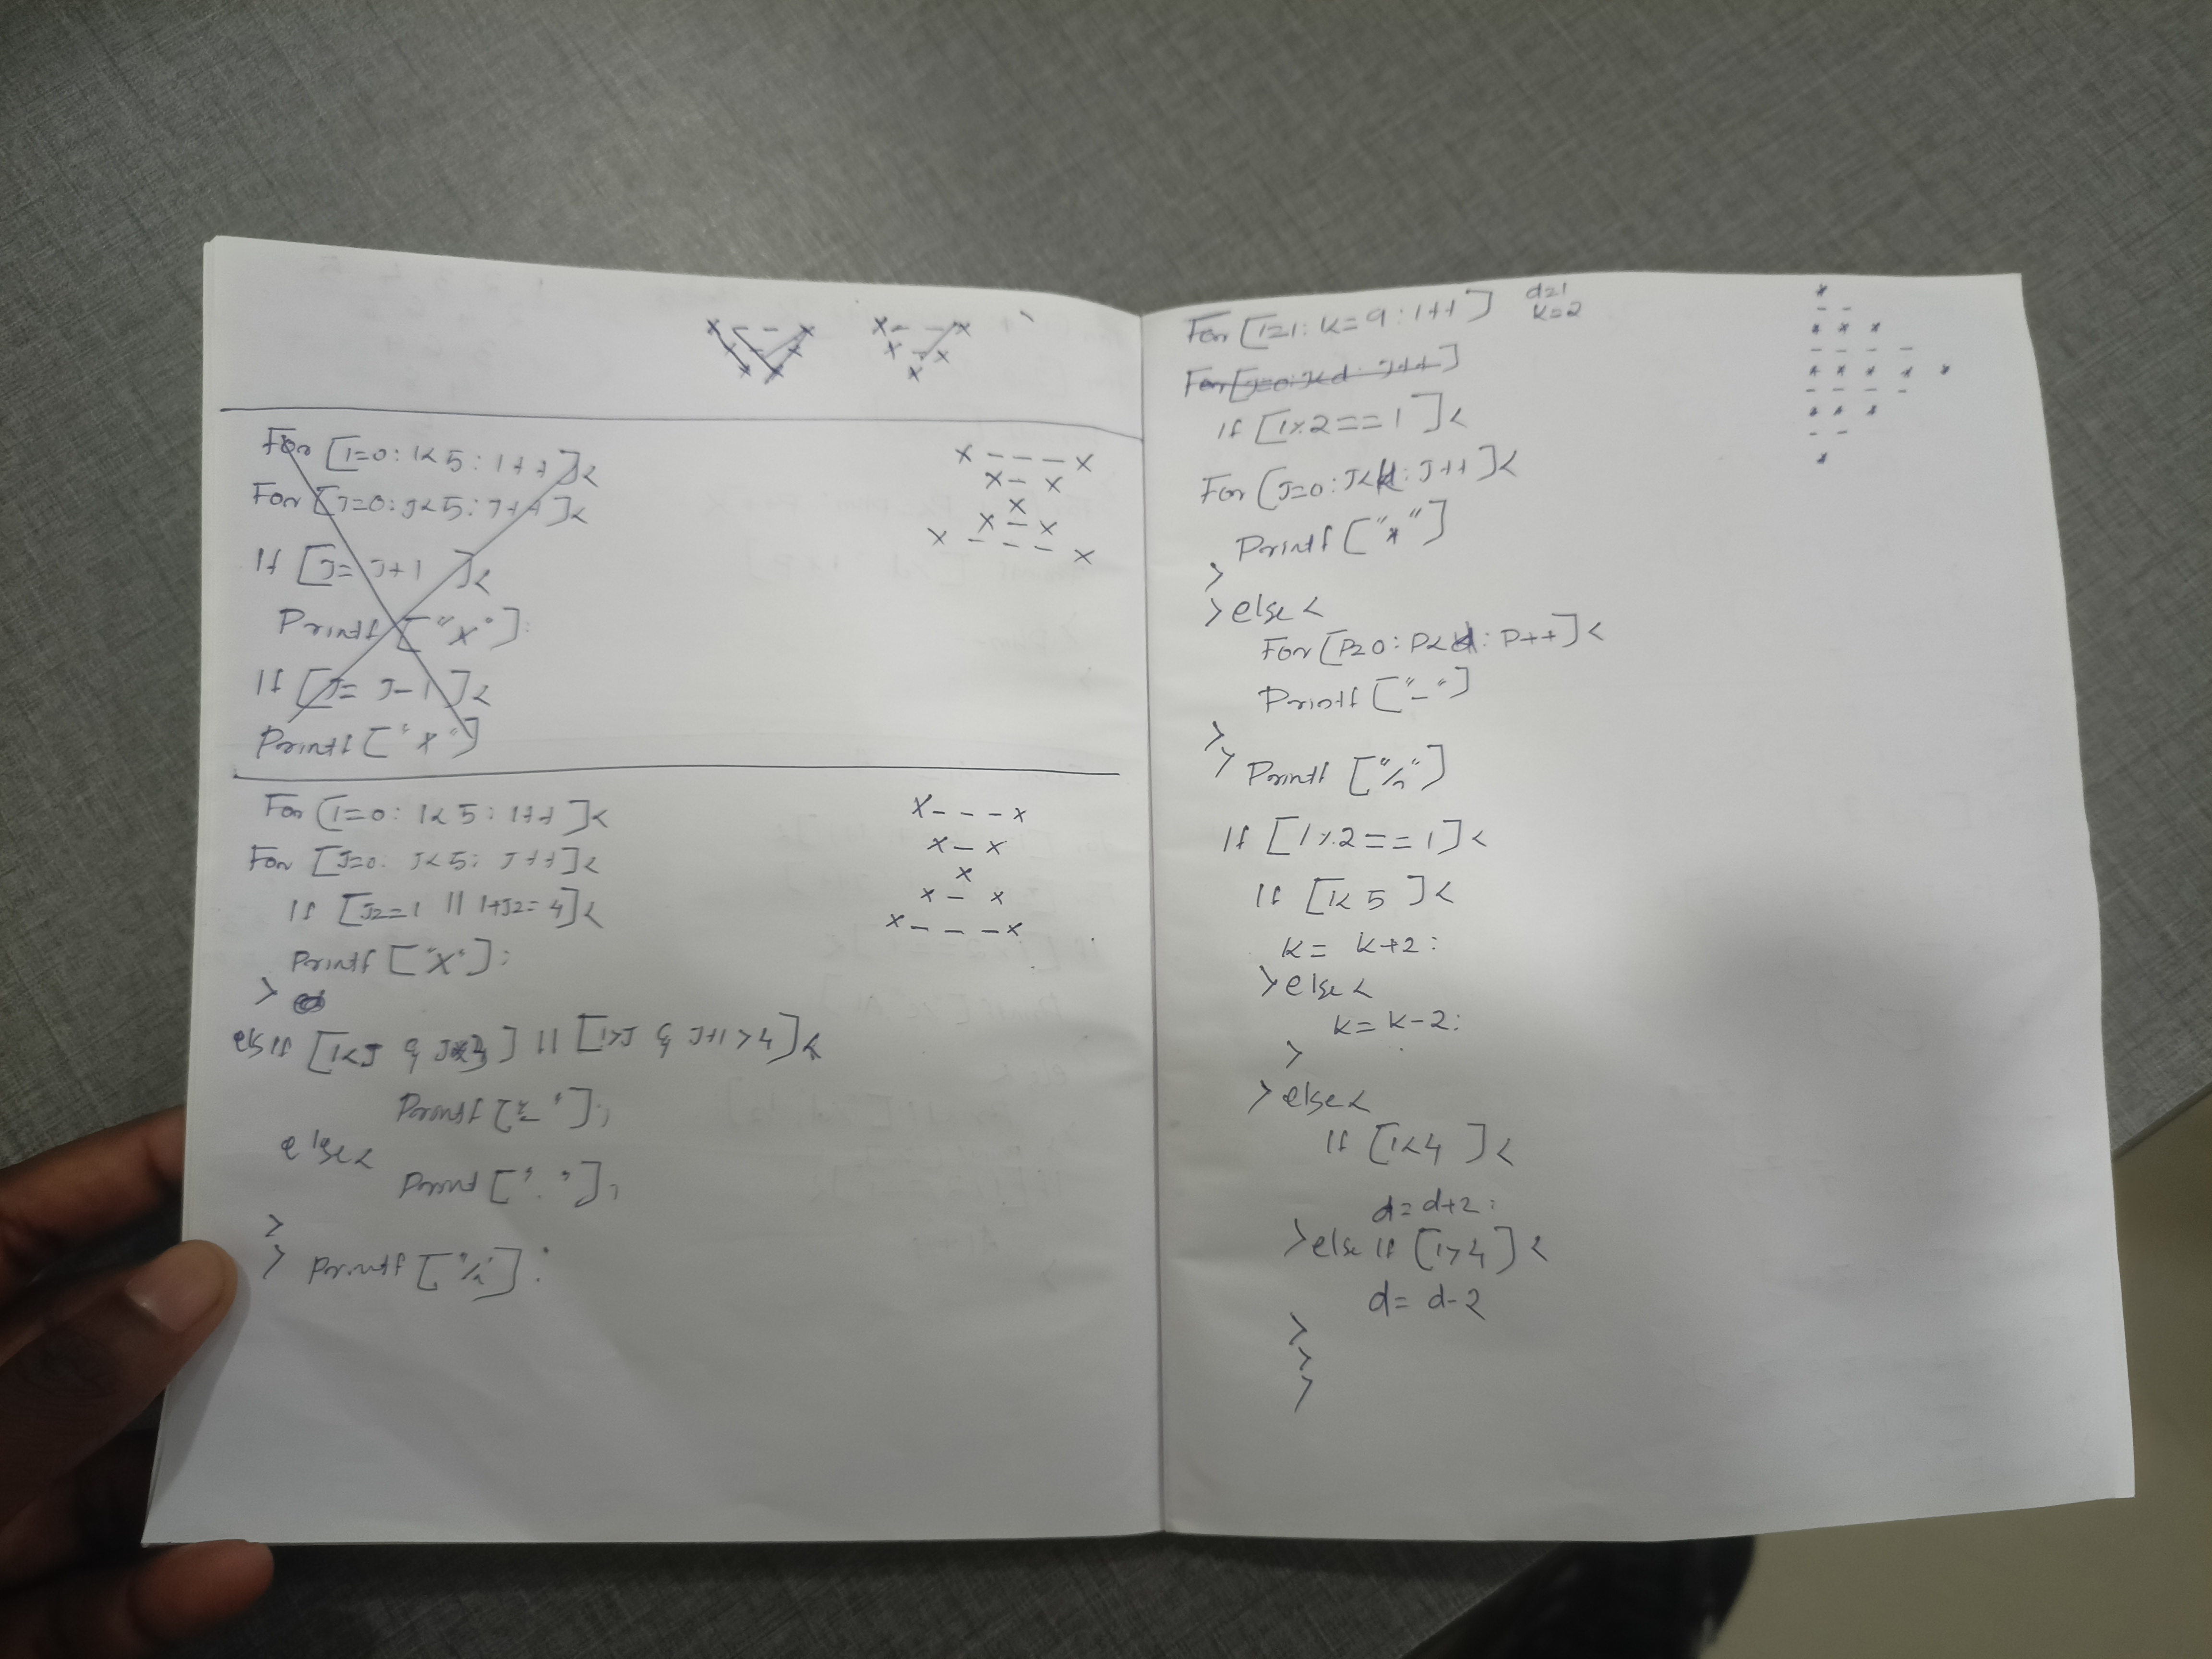 x - - x x - - x
- x - x
x x x
For [I=0: I<5: I++]<
For [J=0: J<5: J++]<
If [J= J+1 ]<
Printf ["x"]:
If [J= J-1 ]<
Printf ["x"]
x - - - x
x - x
x
x - x
x - - - x
For [I=0: I<5: I++]<
For [J=0: J<5: J++]<
If [J==I || I+J==4]<
Printf ["x"]:
>
else If [I<J & ] || [I>J & J+I>4]<
Printf ["-"];
else<
Print [" "];
>
> Printf ["/n"]:
x - - - x
x - x
x
x - x
x - - - x
For [I=1: K=9: I++] d=1
K=2
For [J=0: J<d: J++]
If [I%2==1]<
For [J=0: J<d: J++]<
Printf ["*"]
>
> else<
For [P=0: P<d: P++]<
Printf ["-"]
>
> Printf ["/n"]
If [I%2==1]<
If [I<5 ]<
K= K+2:
> else<
K= K-2:
>
> else<
If [I<4 ]<
d= d+2:
> else If [I>4]<
d= d-2
>
>
>
*
- -
* * *
- - - -
* * * * *
- - - -
* * *
- -
*